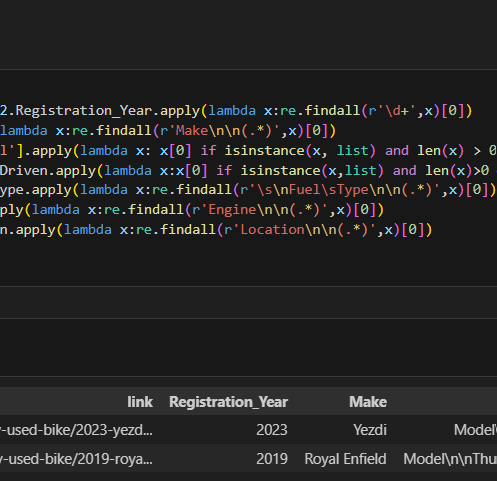 2.Registration_Year.apply(lambda x:re.findall(r'\d+',x)[0])
lambda x:re.findall(r'Make\n\n(.*)',x)[0])
l'].apply(lambda x: x[0] if isinstance(x, list) and len(x) > 0
Driven.apply(lambda x:x[0] if isinstance(x,list) and len(x)>0
ype.apply(lambda x:re.findall(r'\s\nFuel\sType\n\n(.*)',x)[0])
ply(lambda x:re.findall(r'Engine\n\n(.*)',x)[0])
n.apply(lambda x:re.findall(r'Location\n\n(.*)',x)[0])
link Registration_Year Make
-used-bike/2023-yezd... 2023 Yezdi Model\
y-used-bike/2019-roya... 2019 Royal Enfield Model\n\nThu